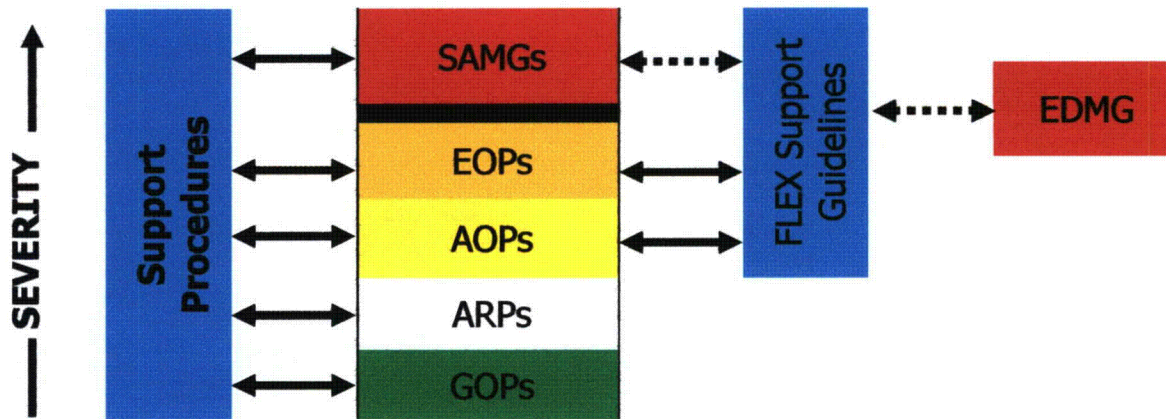 SEVERITY
Support
Procedures
SAMGs
EOPs
AOPs
ARPs
GOPs
FLEX Support
Guidelines
EDMG